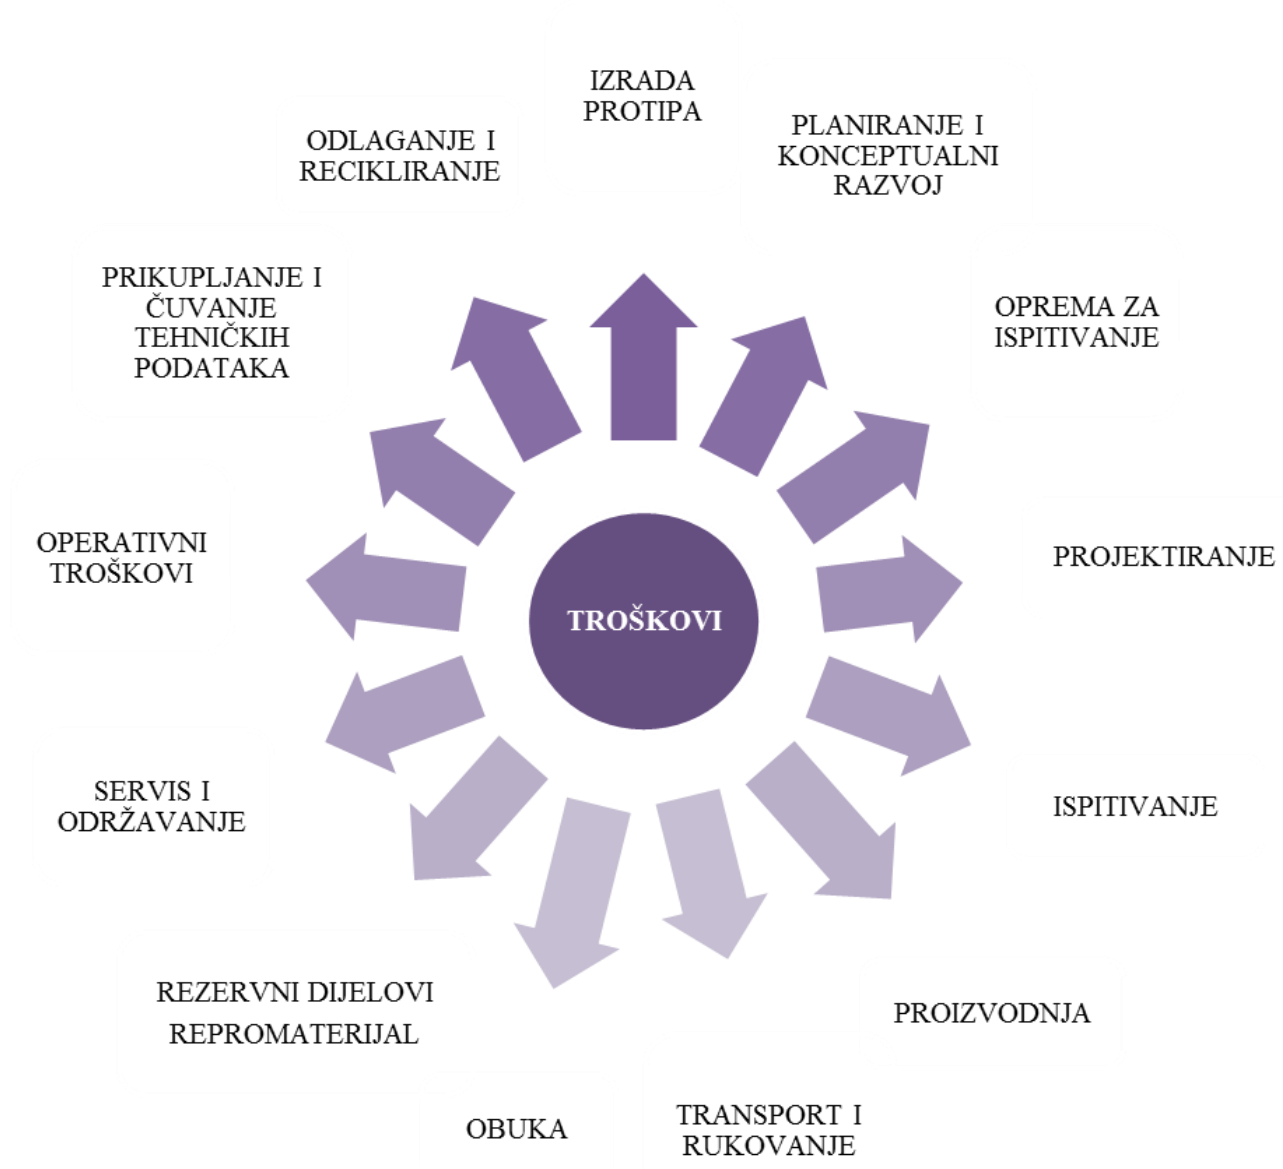 IZRADA
PROTIPA
PLANIRANJE I
KONCEPTUALNI
RAZVOJ
OPREMA ZA
ISPITIVANJE
PROJEKTIRANJE
ISPITIVANJE
PROIZVODNJA
TRANSPORT I
RUKOVANJE
OBUKA
REZERVNI DIJELOVI
REPROMATERIJAL
SERVIS I
ODRŽAVANJE
OPERATIVNI
TROŠKOVI
PRIKUPLJANJE I
ČUVANJE
TEHNIČKIH
PODATAKA
ODLAGANJE I
RECIKLIRANJE
TROŠKOVI